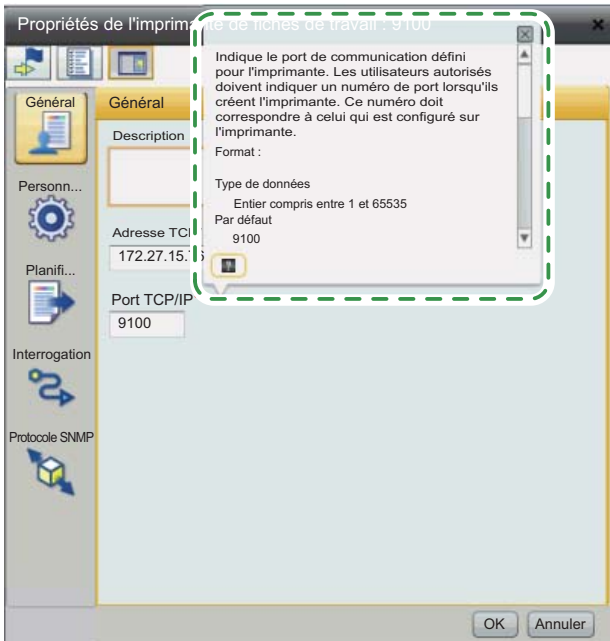 Propriétés de l'imprimante de fiches de travail : 9100
Général
Personn...
Planifi...
Interrogation
Protocole SNMP
Général
Description
Adresse TC
172.27.15.
Port TCP/IP
9100
Indique le port de communication défini
pour l'imprimante. Les utilisateurs autorisés
doivent indiquer un numéro de port lorsqu'ils
créent l'imprimante. Ce numéro doit
correspondre à celui qui est configuré sur
l'imprimante.
Format :
Type de données
Entier compris entre 1 et 65535
Par défaut
9100
OK
Annuler